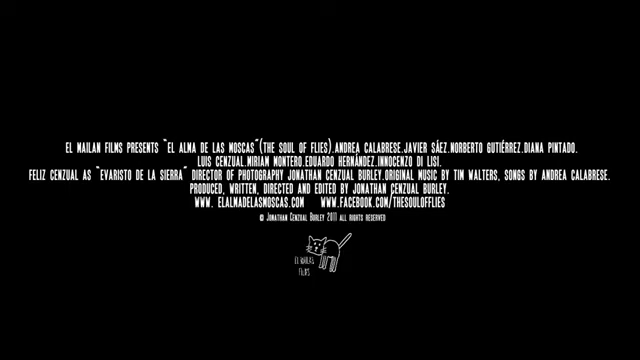 EL MAILAN FILMS PRESENTS "EL ALMA DE LAS MOSCAS"(THE SOUL OF FLIES).ANDREA CALABRESE.JAVIER SÁEZ.NORBERTO GUTIÉRREZ.DIANA PINTADO.
LUIS CENZUAL.MIRIAM MONTERO.EDUARDO HERNÁNDEZ.INNOCENZO DI LISI.
FELIZ CENZUAL AS "EVARISTO DE LA SIERRA" DIRECTOR OF PHOTOGRAPHY JONATHAN CENZUAL BURLEY.ORIGINAL MUSIC BY TIM WALTERS, SONGS BY ANDREA CALABRESE.
PRODUCED, WRITTEN, DIRECTED AND EDITED BY JONATHAN CENZUAL BURLEY.
WWW. ELALMADELASMOSCAS.COM WWW.FACEBOOK.COM/THESOULOFFLIES
© JONATHAN CENZUAL BURLEY 2011 ALL RIGHTS RESERVED
EL MAILAN
FILMS